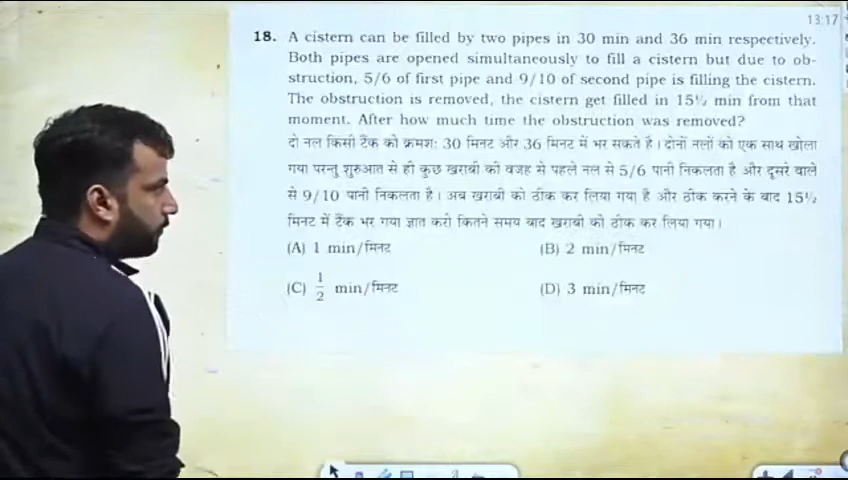 13:17
18. A cistern can be filled by two pipes in 30 min and 36 min respectively.
Both pipes are opened simultaneously to fill a cistern but due to ob-
struction, 5/6 of first pipe and 9/10 of second pipe is filling the cistern.
The obstruction is removed, the cistern get filled in 15½ min from that
moment. After how much time the obstruction was removed?
दो नल किसी टैंक को क्रमश: 30 मिनट और 36 मिनट में भर सकते है। दोनों नलों को एक साथ खोला
गया परन्तु शुरुआत से ही कुछ खराबी की वजह से पहले नल से 5/6 पानी निकलता है और दूसरे वाले
से 9/10 पानी निकलता है। अब खराबी को ठीक कर लिया गया है और ठीक करने के बाद 15½
मिनट में टैंक भर गया ज्ञात करो कितने समय बाद खराबी को ठीक कर लिया गया।
(A) 1 min/मिनट (B) 2 min/मिनट
(C) 1/2 min/मिनट (D) 3 min/मिनट